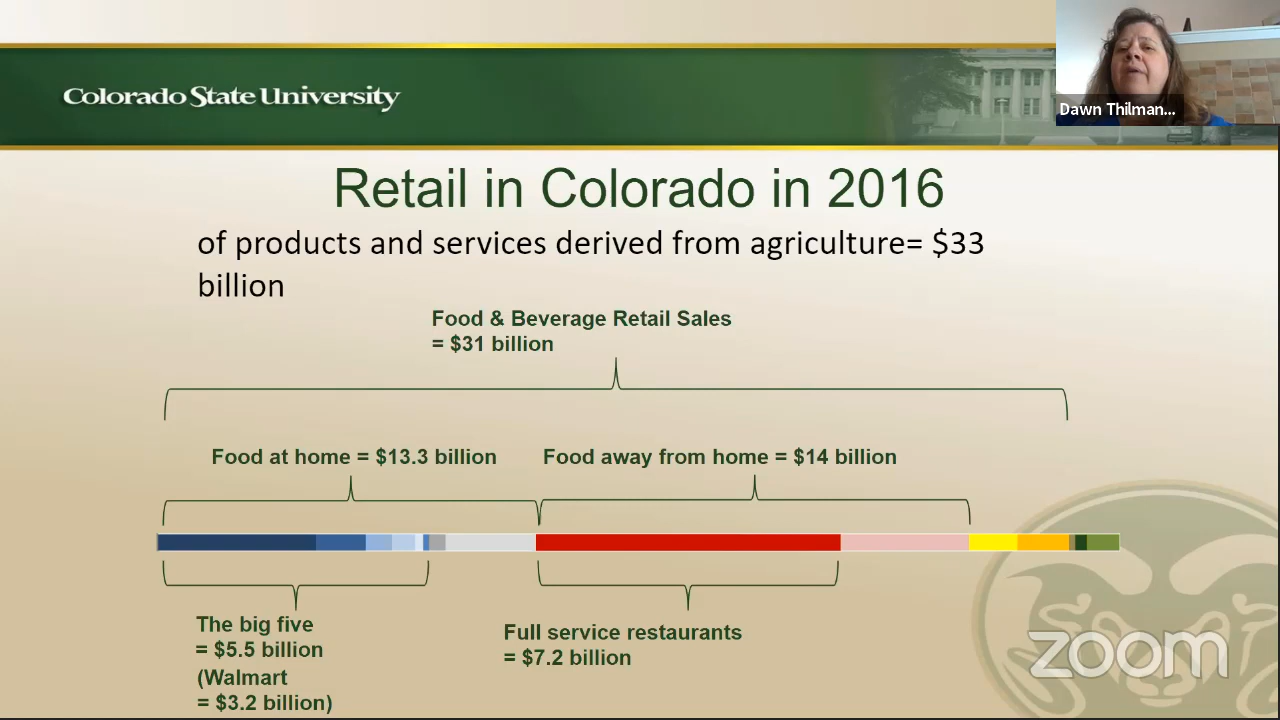 Colorado State University
Dawn Thilman...
Retail in Colorado in 2016
of products and services derived from agriculture= $33
billion
Food & Beverage Retail Sales
= $31 billion
Food at home = $13.3 billion
Food away from home = $14 billion
The big five
= $5.5 billion
(Walmart
= $3.2 billion)
Full service restaurants
= $7.2 billion
zoom